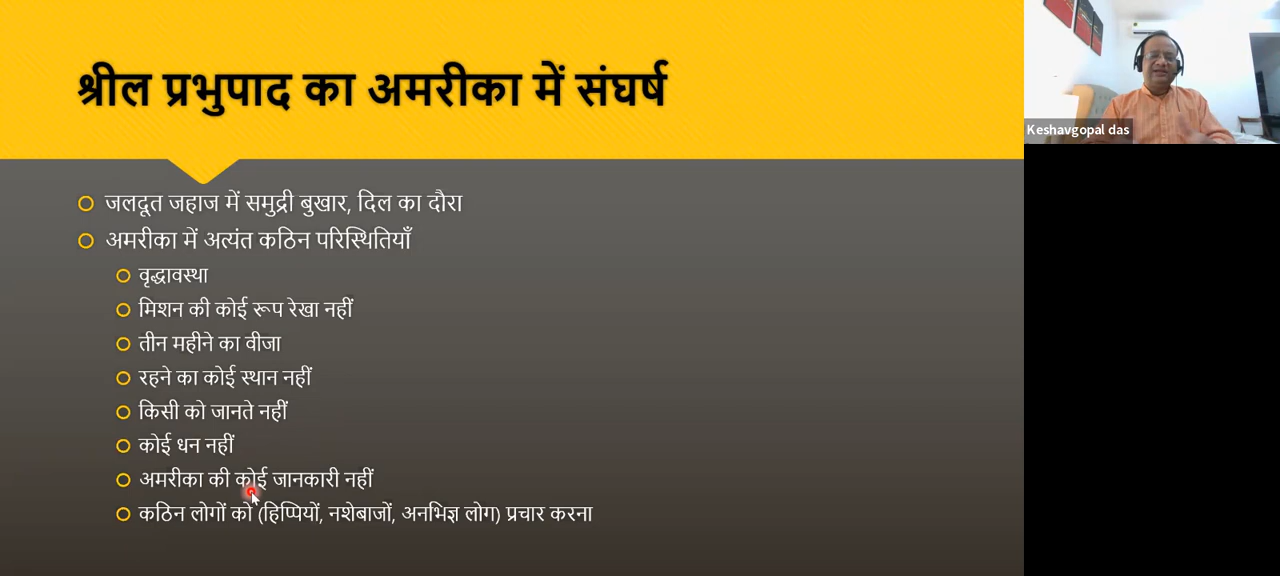 श्रील प्रभुपाद का अमरीका में संघर्ष
Keshavgopal das
जलदूत जहाज में समुद्री बुखार, दिल का दौरा
अमरीका में अत्यंत कठिन परिस्थितियाँ
वृद्धावस्था
मिशन की कोई रूप रेखा नहीं
तीन महीने का वीजा
रहने का कोई स्थान नहीं
किसी को जानते नहीं
कोई धन नहीं
अमरीका की कोई जानकारी नहीं
कठिन लोगों को (हिप्पियों, नशेबाजों, अनभिज्ञ लोग) प्रचार करना